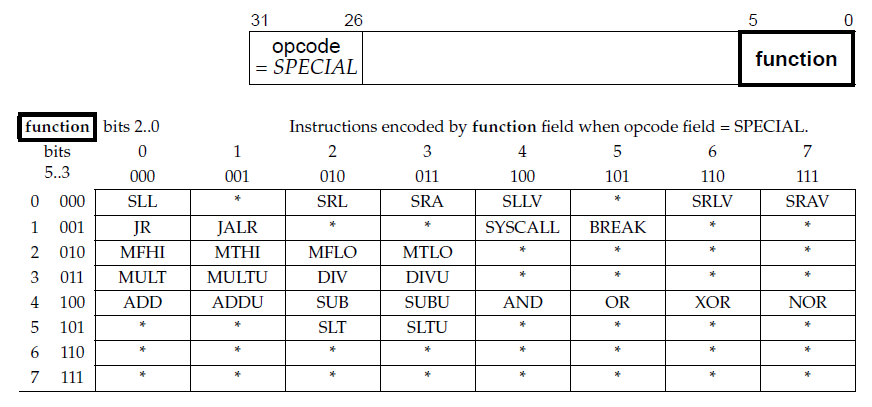 31 26 5 0
opcode
= SPECIAL
function
function bits 2..0 Instructions encoded by function field when opcode field = SPECIAL.
bits 0 1 2 3 4 5 6 7
5..3 000 001 010 011 100 101 110 111
0 000 SLL * SRL SRA SLLV * SRLV SRAV
1 001 JR JALR * * SYSCALL BREAK * *
2 010 MFHI MTHI MFLO MTLO * * * *
3 011 MULT MULTU DIV DIVU * * * *
4 100 ADD ADDU SUB SUBU AND OR XOR NOR
5 101 * * SLT SLTU * * * *
6 110 * * * * * * * *
7 111 * * * * * * * *